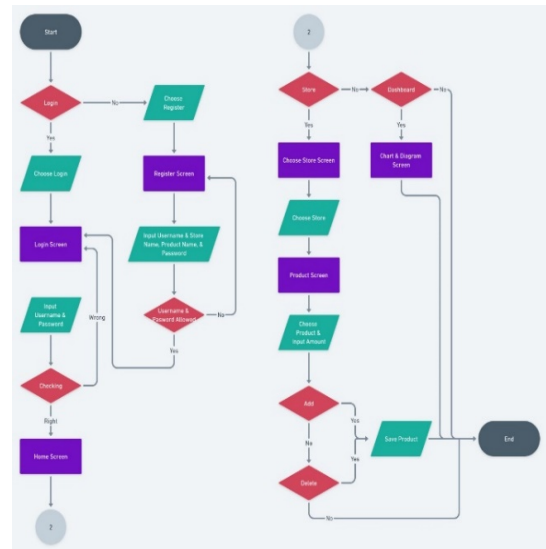 Start
Login
No
Choose
Register
Yes
Choose Login
Register Screen
Login Screen
Input Username & Store
Name, Product Name, &
Password
Input
Username &
Password
Wrong
Username &
Pasword Allowed
No
Yes
Checking
Right
Home Screen
2
2
Store
No
Dashboard
No
Yes
Yes
Choose Store Screen
Chart & Diagram
Screen
Choose Store
Product Screen
Choose
Product &
Input Amount
Add
Yes
No
Save Product
End
Yes
Delete
No